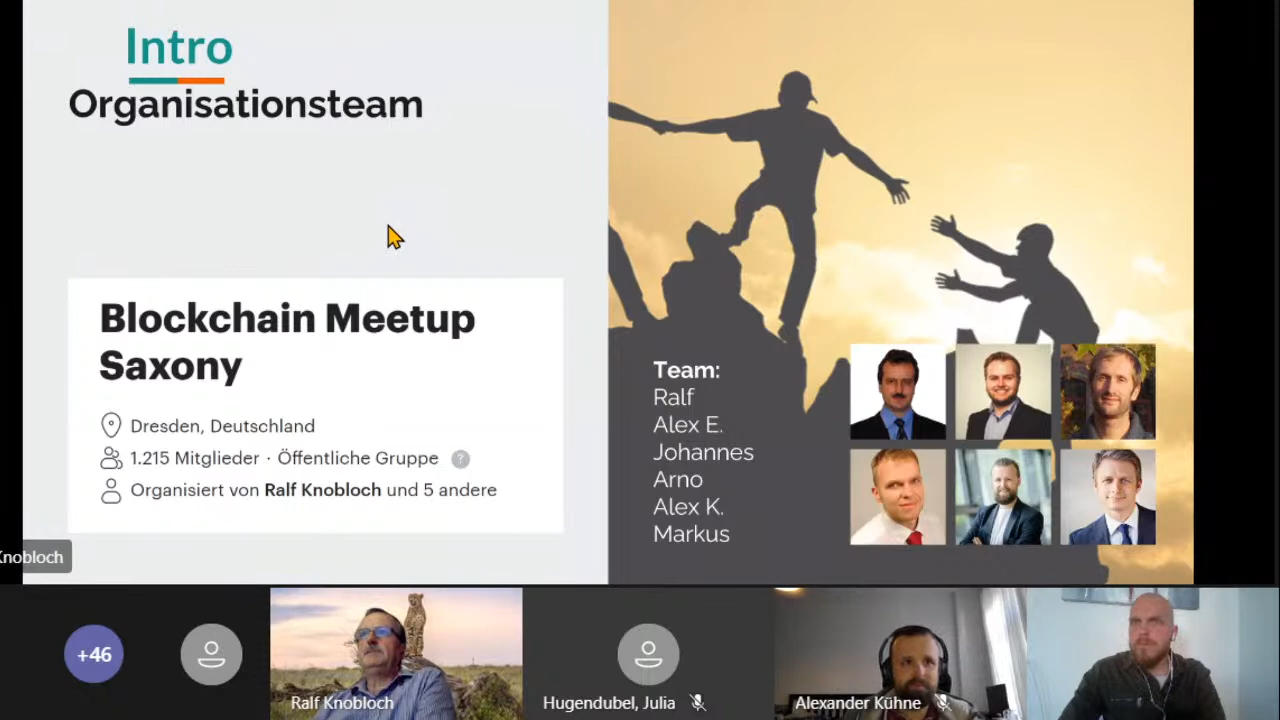 Intro
Organisationsteam
Blockchain Meetup
Saxony
Dresden, Deutschland
1.215 Mitglieder · Öffentliche Gruppe ?
Organisiert von Ralf Knobloch und 5 andere
Team:
Ralf
Alex E.
Johannes
Arno
Alex K.
Markus
Knobloch
+46
Ralf Knobloch
Hugendubel, Julia
Alexander Kühne